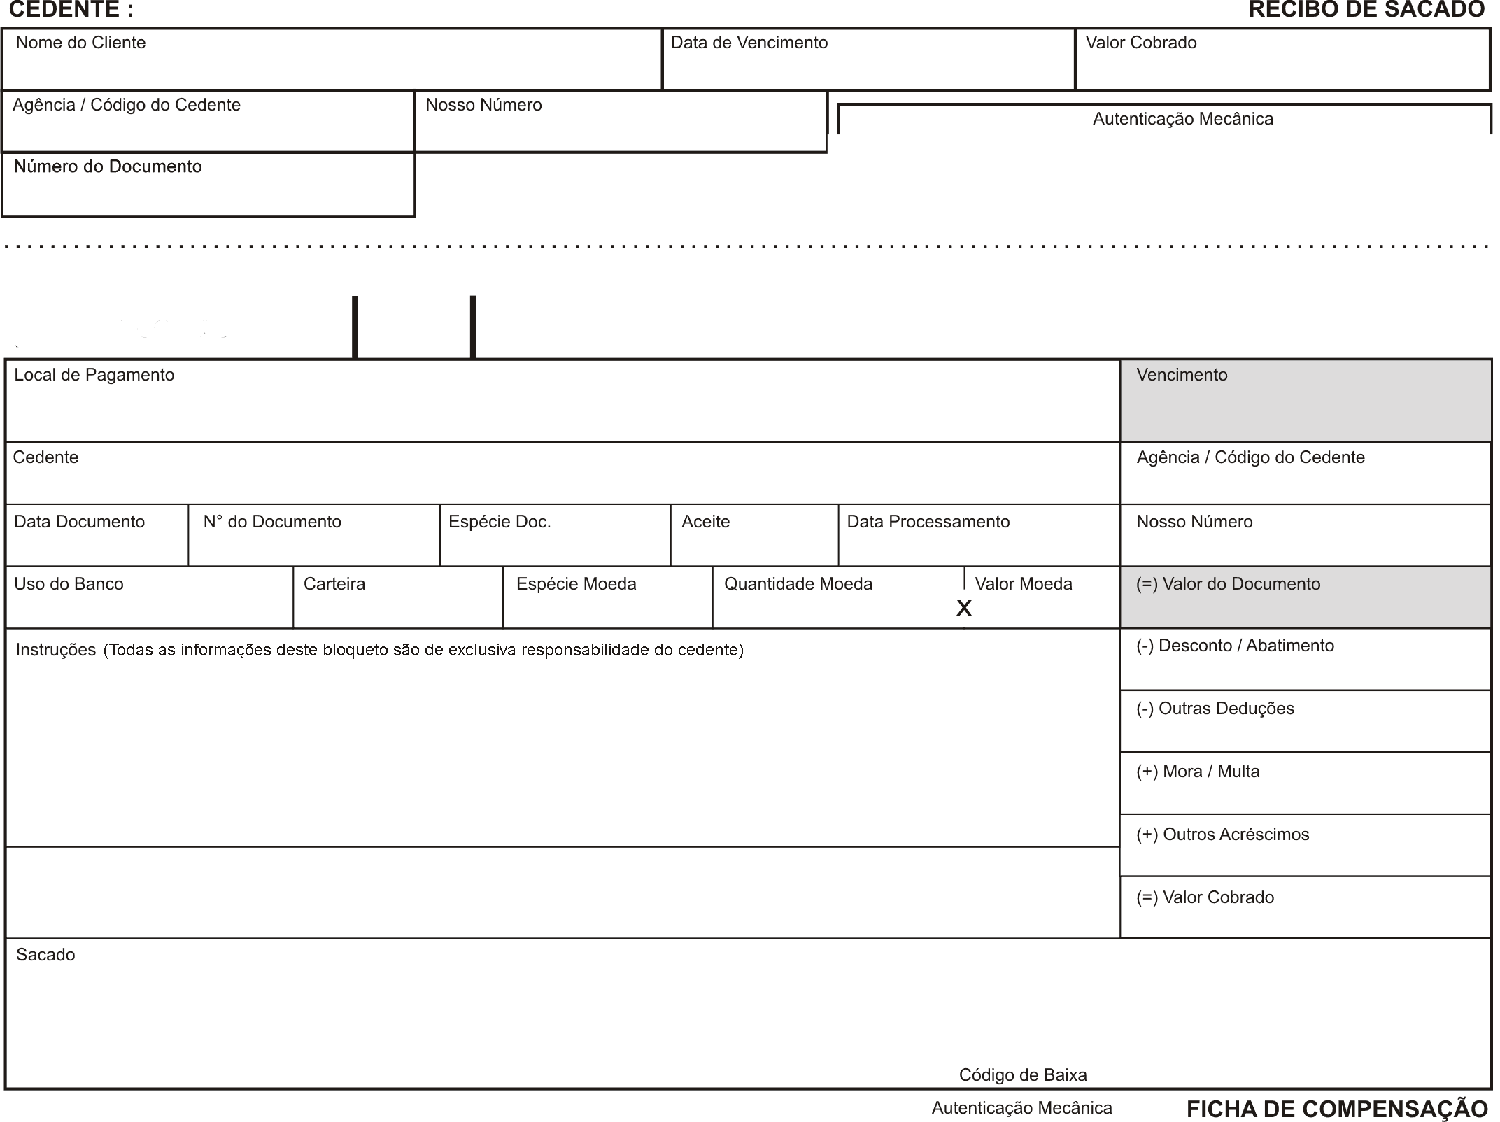 CEDENTE : RECIBO DE SACADO
Nome do Cliente Data de Vencimento Valor Cobrado
Agência / Código do Cedente Nosso Número
Autenticação Mecânica
Número do Documento
Local de Pagamento Vencimento
Cedente Agência / Código do Cedente
Data Documento N° do Documento Espécie Doc. Aceite Data Processamento Nosso Número
Uso do Banco Carteira Espécie Moeda Quantidade Moeda Valor Moeda (=) Valor do Documento
X
Instruções (Todas as informações deste bloqueto são de exclusiva responsabilidade do cedente) (-) Desconto / Abatimento
(-) Outras Deduções
(+) Mora / Multa
(+) Outros Acréscimos
(=) Valor Cobrado
Sacado
Código de Baixa
Autenticação Mecânica FICHA DE COMPENSAÇÃO